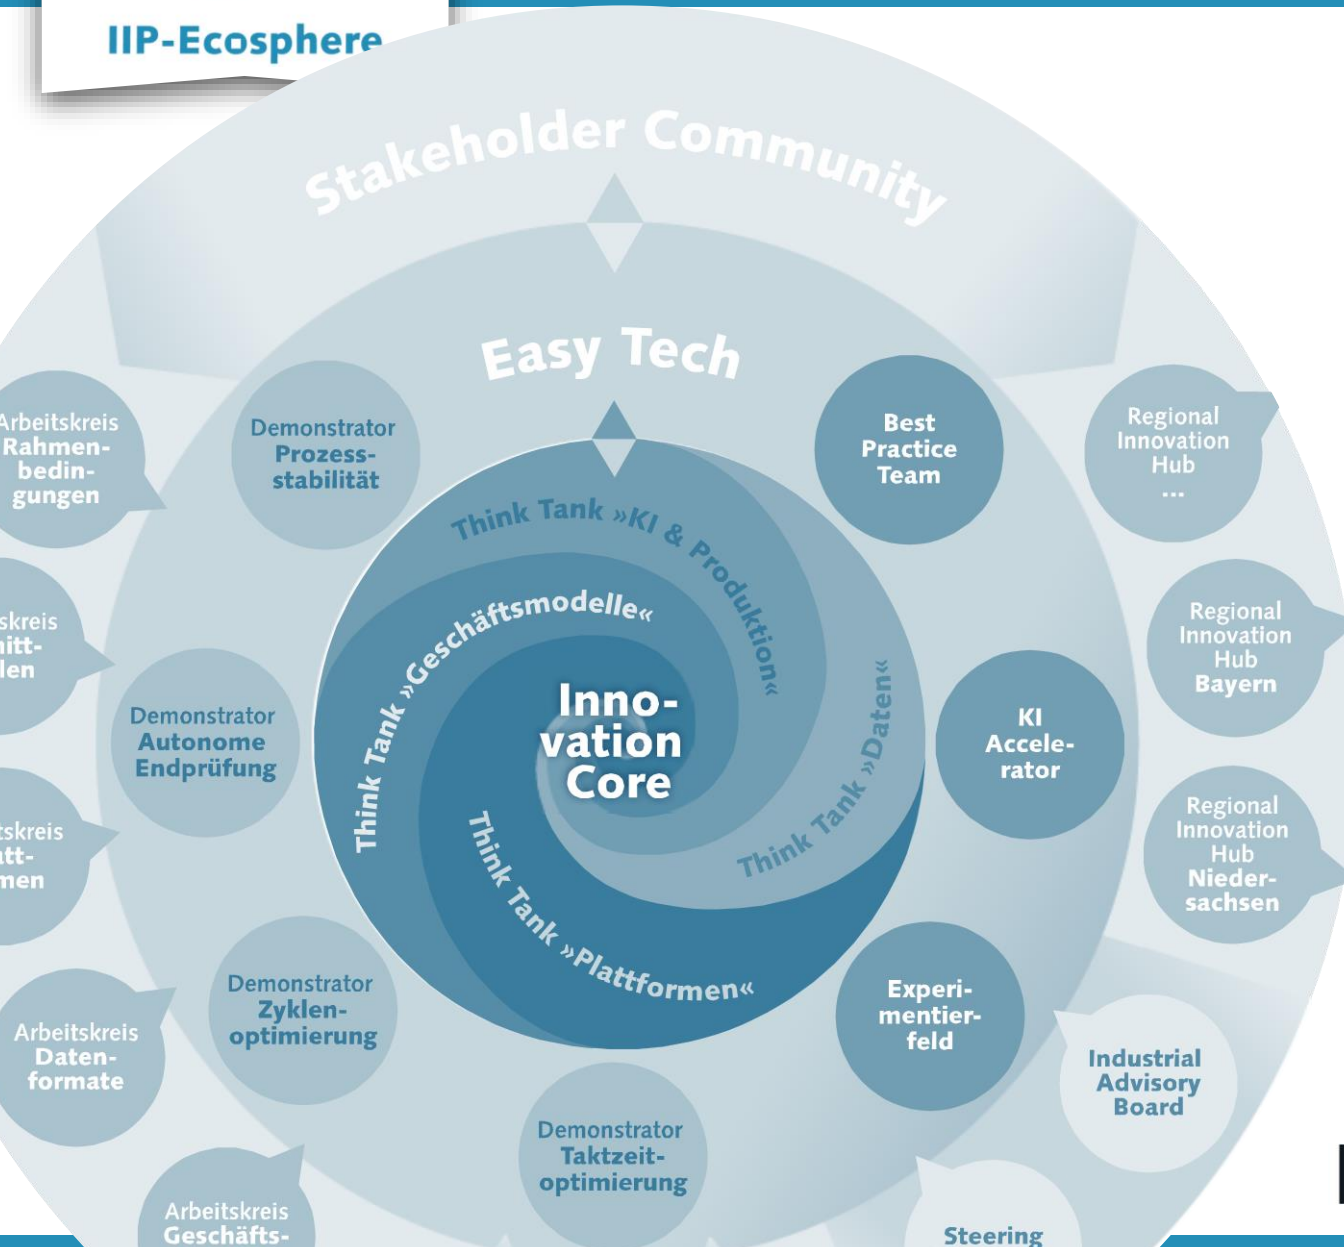 IIP-Ecosphere
Stakeholder Community
Easy Tech
Arbeitskreis
Rahmen-
bedin-
gungen
Demonstrator
Prozess-
stabilität
Best
Practice
Team
Regional
Innovation
Hub
...
Think Tank »KI & Produktion«
Think Tank »Geschäftsmodelle«
Think Tank »Daten«
Think Tank »Plattformen«
Inno-
vation
Core
Demonstrator
Autonome
Endprüfung
KI
Accele-
rator
Regional
Innovation
Hub
Bayern
Regional
Innovation
Hub
Nieder-
sachsen
Arbeitskreis
Daten-
formate
Demonstrator
Zyklen-
optimierung
Experi-
mentier-
feld
Industrial
Advisory
Board
Demonstrator
Taktzeit-
optimierung
Arbeitskreis
Geschäfts-
Steering